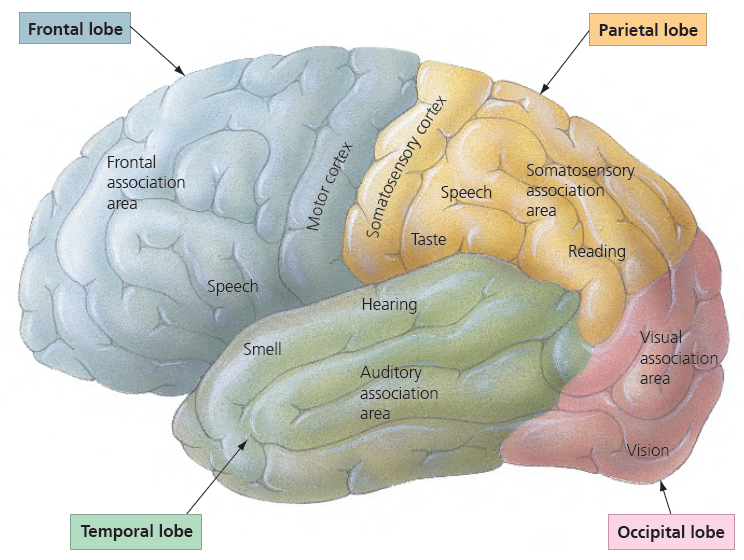 Frontal lobe
Parietal lobe
Frontal
association
area
Motor cortex
Somatosensory cortex
Speech
Somatosensory
association
area
Taste
Reading
Speech
Hearing
Smell
Auditory
association
area
Visual
association
area
Vision
Temporal lobe
Occipital lobe